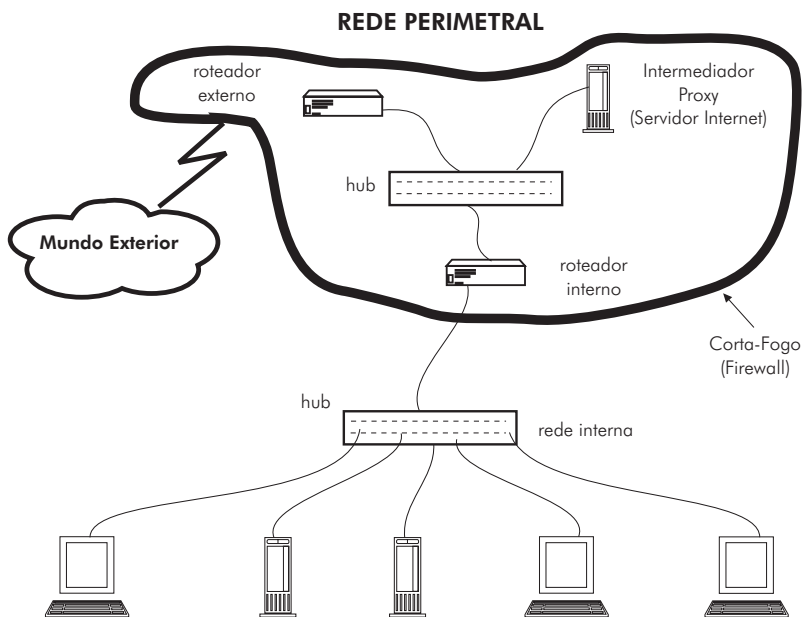 REDE PERIMETRAL
roteador
externo
Intermediador
Proxy
(Servidor Internet)
hub
Mundo Exterior
roteador
interno
Corta-Fogo
(Firewall)
hub
rede interna